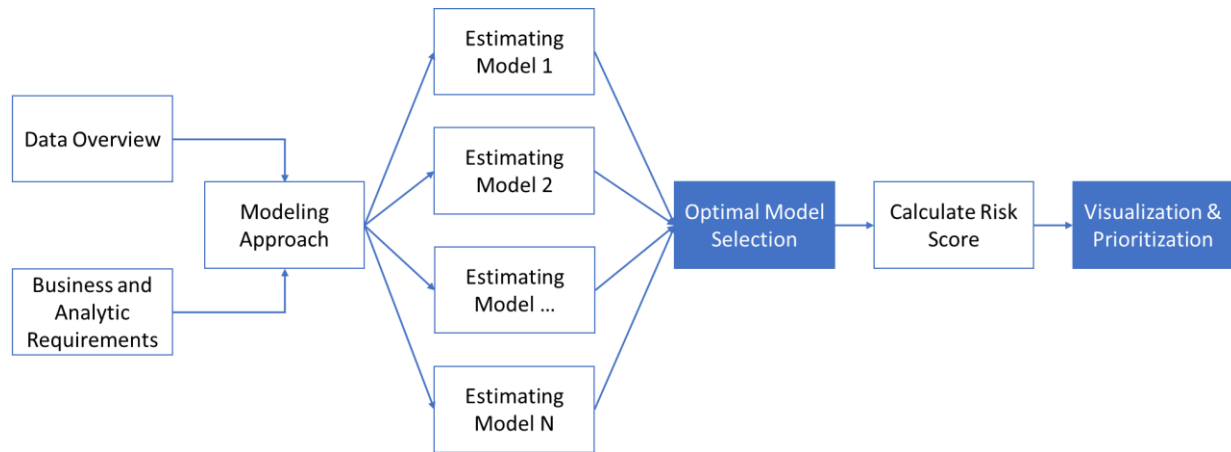 Data Overview
Business and
Analytic
Requirements
Modeling
Approach
Estimating
Model 1
Estimating
Model 2
Estimating
Model ...
Estimating
Model N
Optimal Model
Selection
Calculate Risk
Score
Visualization &
Prioritization